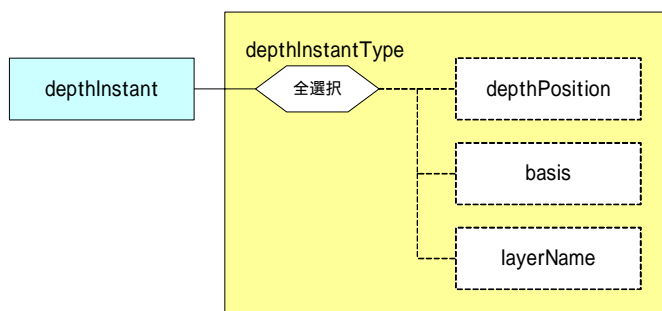 depthInstantType
depthInstant
全選択
depthPosition
basis
layerName